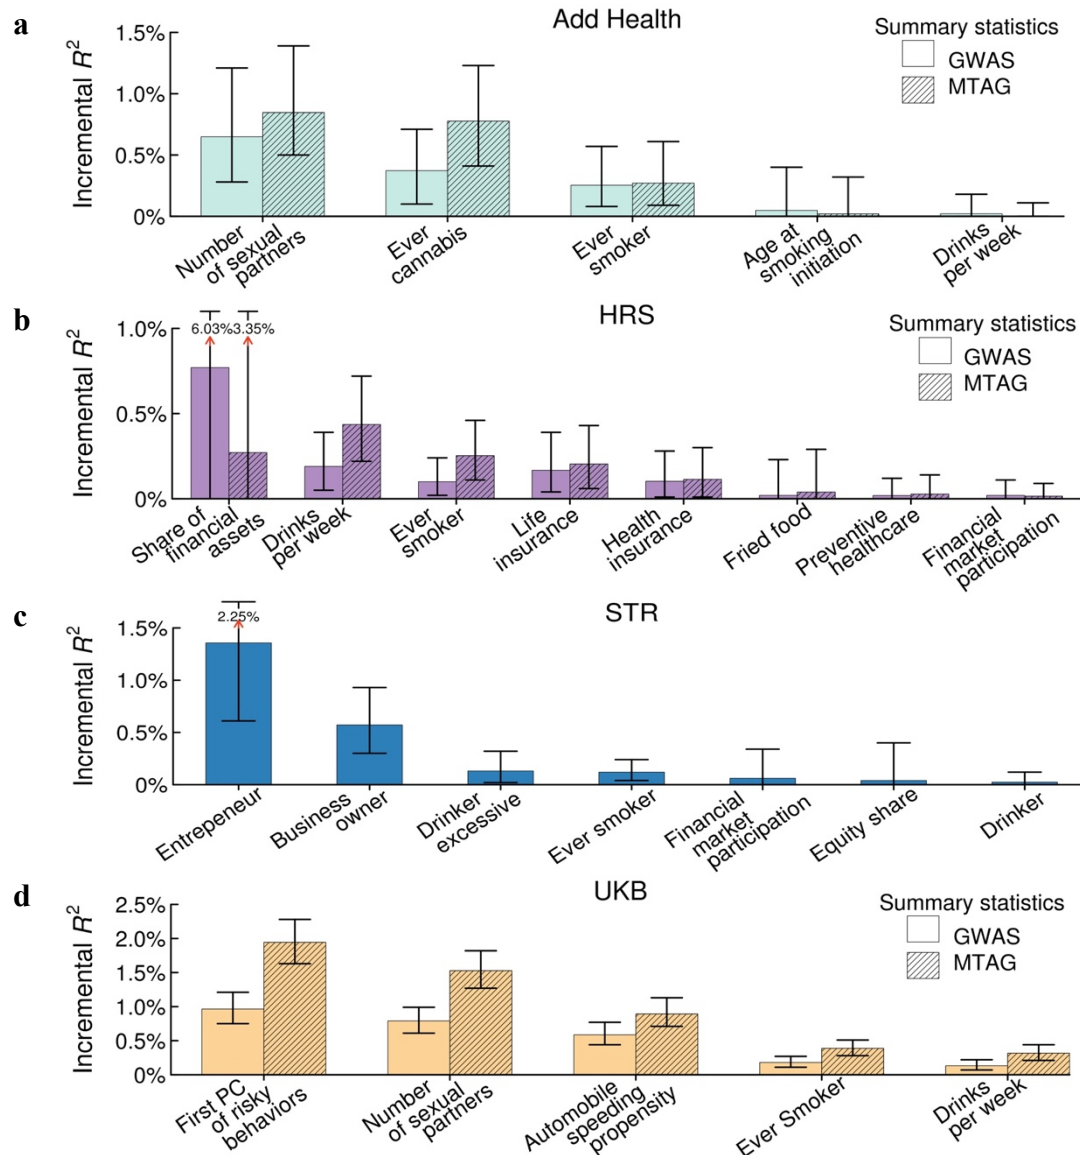 a
Add Health
Summary statistics
GWAS
MTAG
Incremental R²
1.5%
1.0%
0.5%
0%
Number
of sexual
partners
Ever
cannabis
Ever
smoker
Age at
smoking
initiation
Drinks
per week
b
HRS
Summary statistics
GWAS
MTAG
Incremental R²
1.0%
0.5%
0%
6.03%
3.35%
Share of
financial
assets
Drinks
per week
Ever
smoker
Life
insurance
Health
insurance
Fried food
Preventive
healthcare
Financial
market
participation
c
STR
Incremental R²
1.5%
1.0%
0.5%
0%
2.25%
Entrepeneur
Business
owner
Drinker
excessive
Ever smoker
Financial
market
participation
Equity share
Drinker
d
UKB
Summary statistics
GWAS
MTAG
Incremental R²
2.5%
2.0%
1.5%
1.0%
0.5%
0%
First PC
of risky
behaviors
Number
of sexual
partners
Automobile
speeding
propensity
Ever Smoker
Drinks
per week